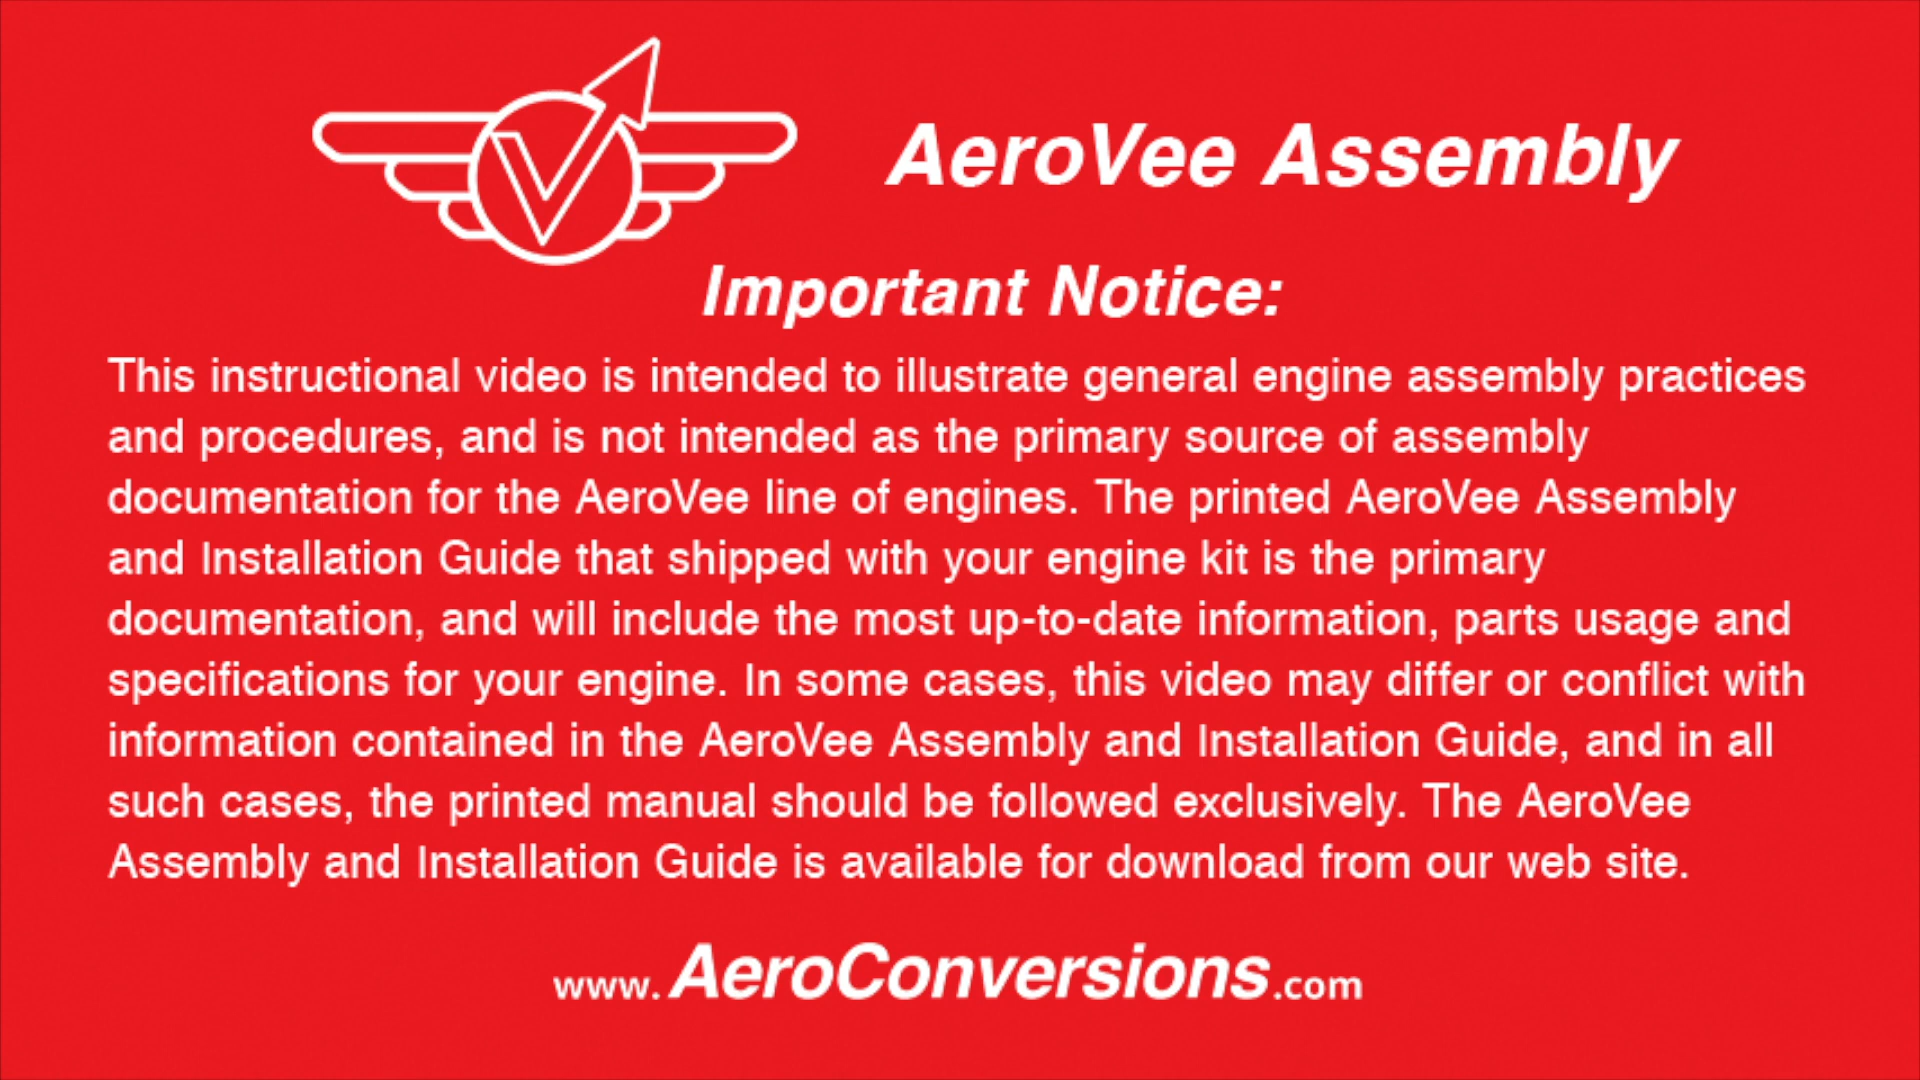 AeroVee Assembly
Important Notice:
This instructional video is intended to illustrate general engine assembly practices
and procedures, and is not intended as the primary source of assembly
documentation for the AeroVee line of engines. The printed AeroVee Assembly
and Installation Guide that shipped with your engine kit is the primary
documentation, and will include the most up-to-date information, parts usage and
specifications for your engine. In some cases, this video may differ or conflict with
information contained in the AeroVee Assembly and Installation Guide, and in all
such cases, the printed manual should be followed exclusively. The AeroVee
Assembly and Installation Guide is available for download from our web site.
www.AeroConversions.com